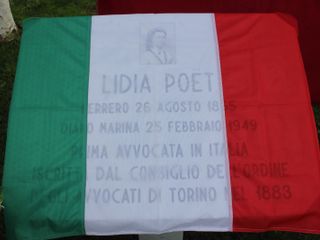 LIDIA POET
PERRERO 26 AGOSTO 1855
DIANO MARINA 25 FEBBRAIO 1949
PRIMA AVVOCATA IN ITALIA
ISCRITTA DAL CONSIGLIO DELL'ORDINE
DEGLI AVVOCATI DI TORINO NEL 1883